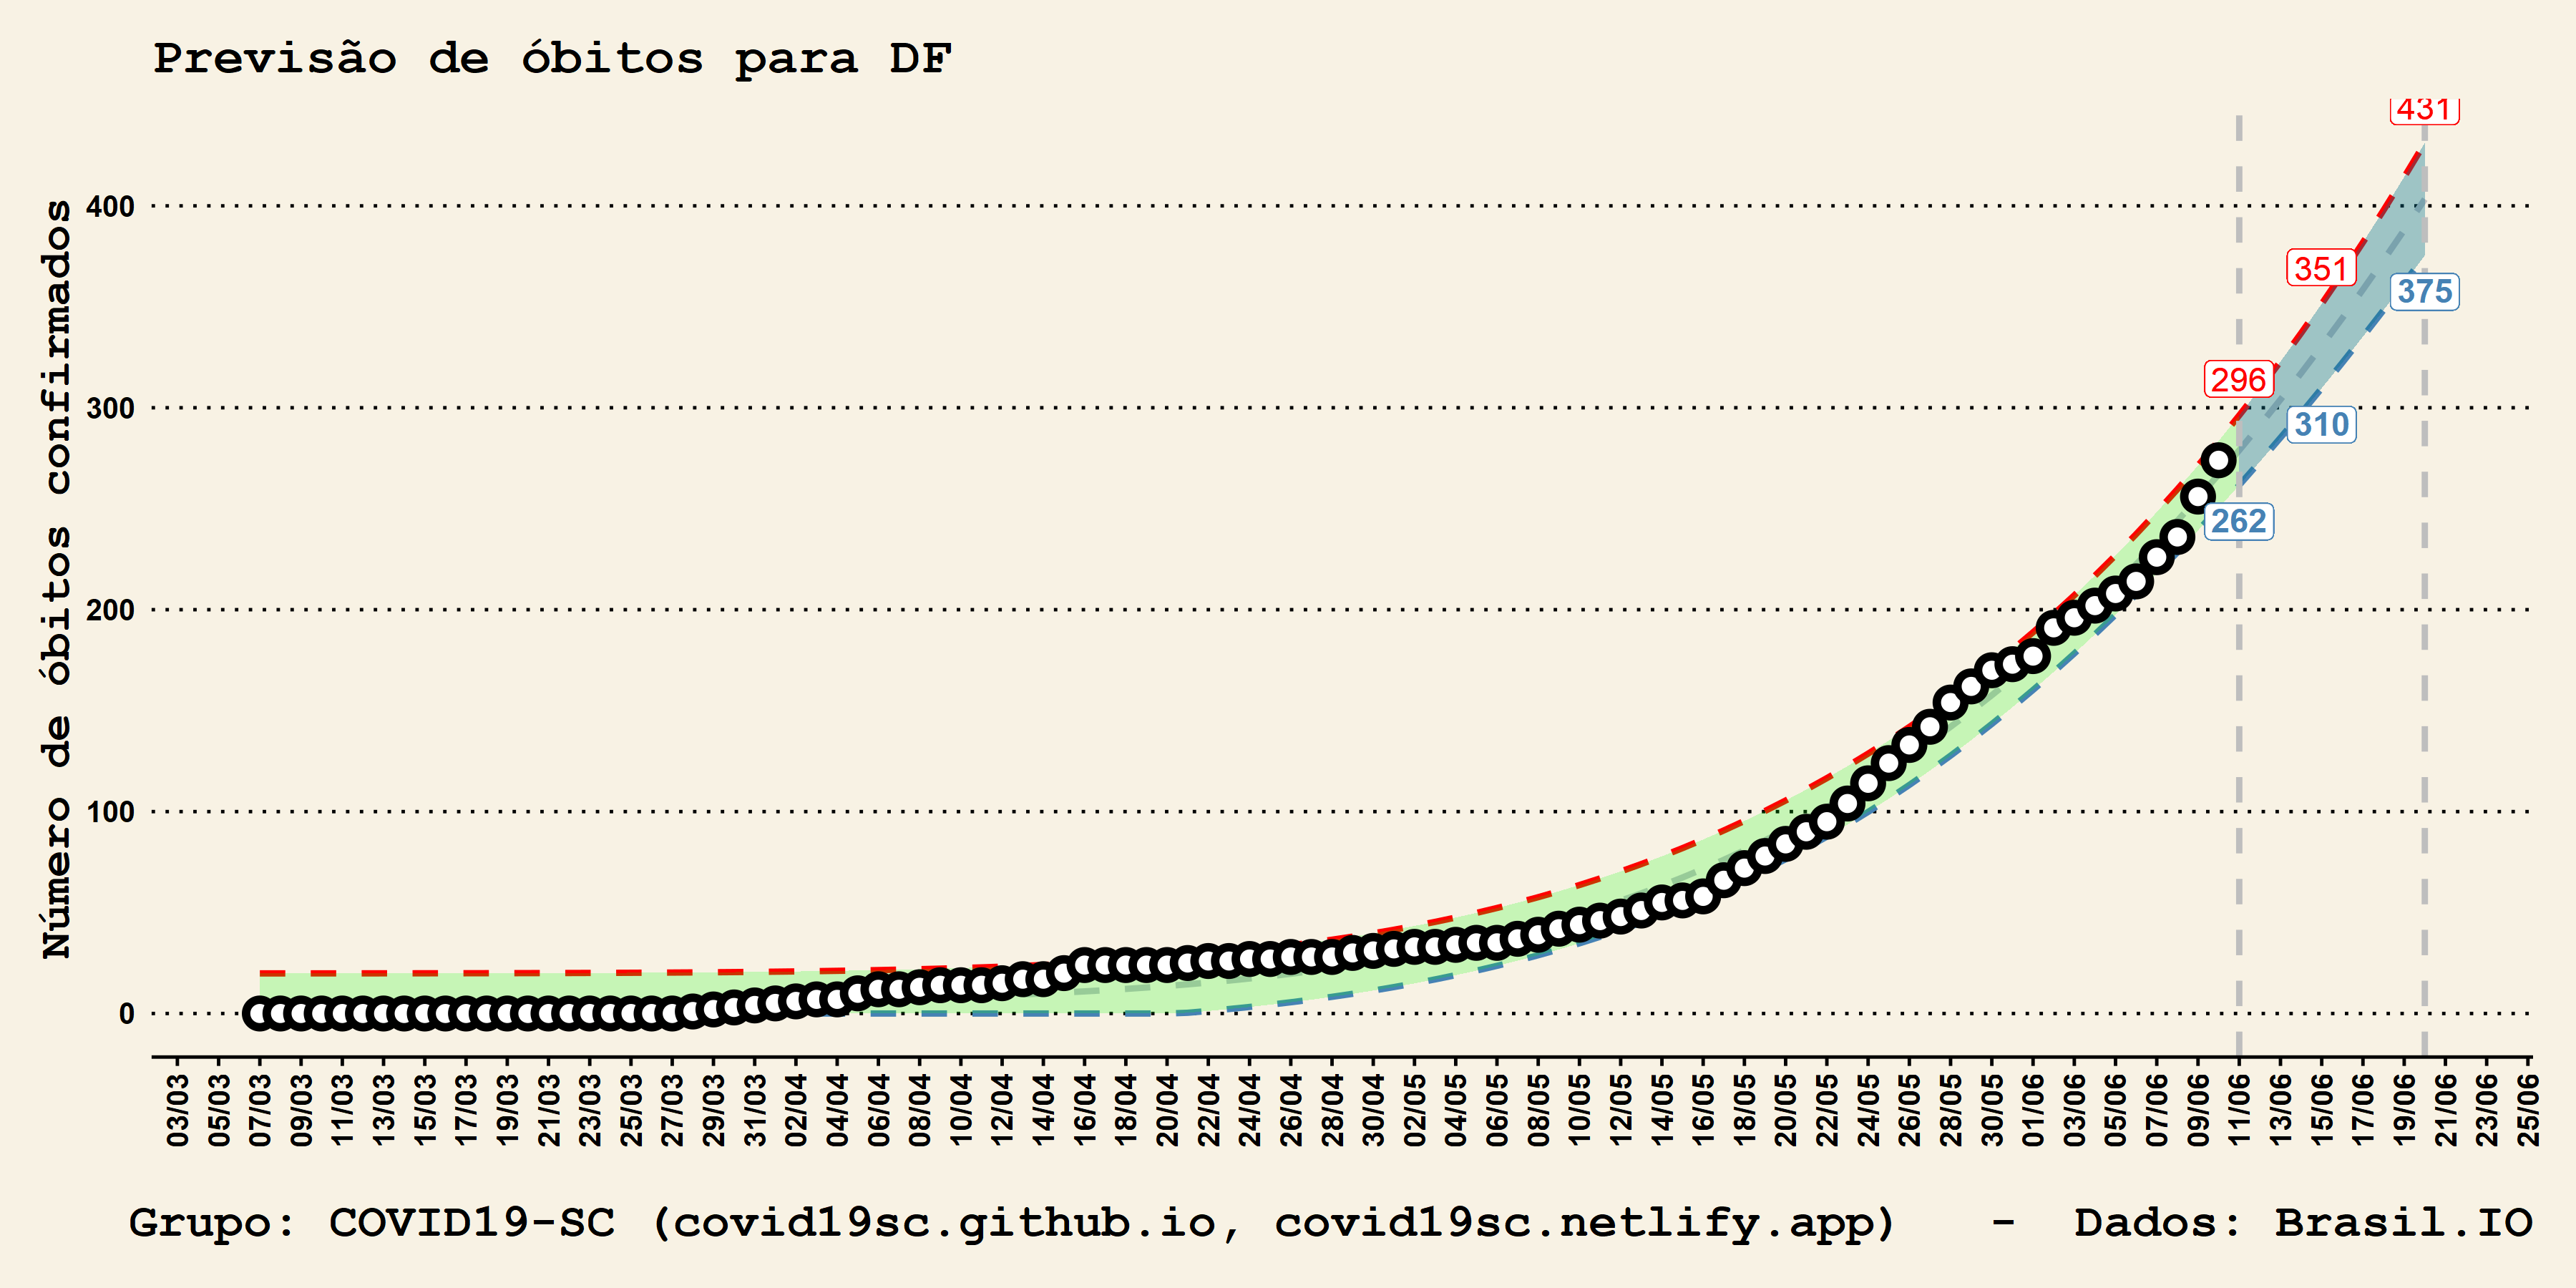 Previsão de óbitos para DF
Número de óbitos confirmados
400
300
200
100
0
431
351
375
296
310
262
03/03 05/03 07/03 09/03 11/03 13/03 15/03 17/03 19/03 21/03 23/03 25/03 27/03 29/03 31/03 02/04 04/04 06/04 08/04 10/04 12/04 14/04 16/04 18/04 20/04 22/04 24/04 26/04 28/04 30/04 02/05 04/05 06/05 08/05 10/05 12/05 14/05 16/05 18/05 20/05 22/05 24/05 26/05 28/05 30/05 01/06 03/06 05/06 07/06 09/06 11/06 13/06 15/06 17/06 19/06 21/06 23/06 25/06
Grupo: COVID19-SC (covid19sc.github.io, covid19sc.netlify.app) - Dados: Brasil.IO